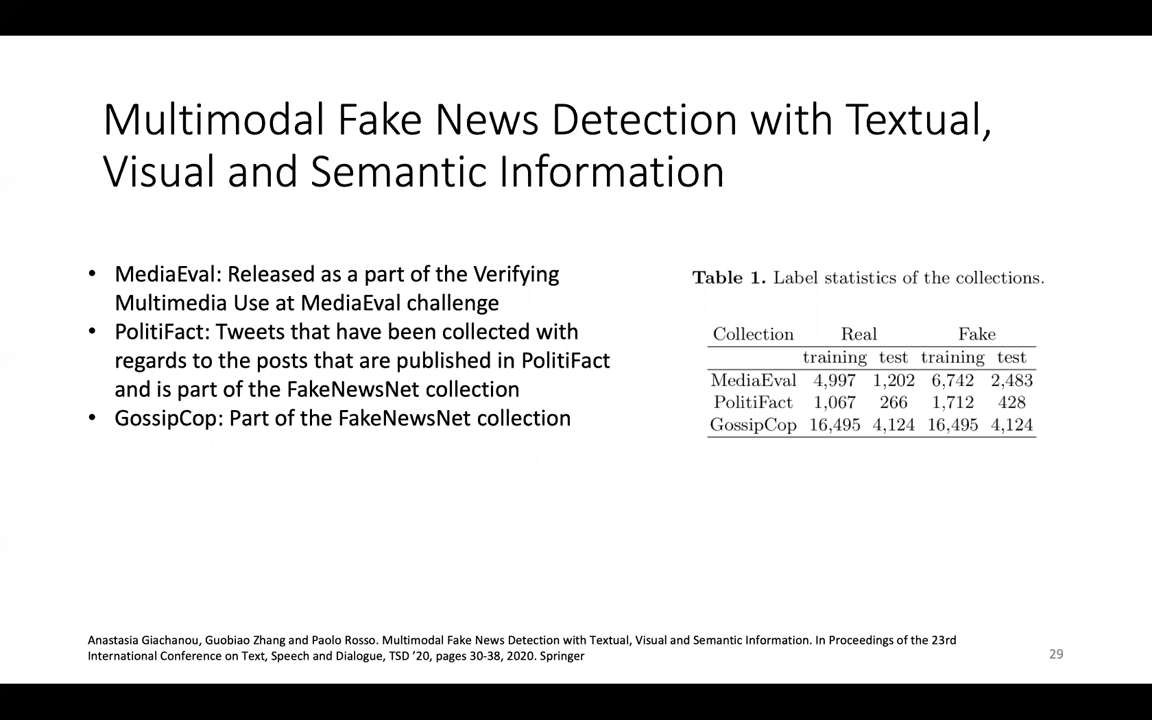 Multimodal Fake News Detection with Textual,
Visual and Semantic Information
• MediaEval: Released as a part of the Verifying
Multimedia Use at MediaEval challenge
• PolitiFact: Tweets that have been collected with
regards to the posts that are published in PolitiFact
and is part of the FakeNewsNet collection
• GossipCop: Part of the FakeNewsNet collection
Table 1. Label statistics of the collections.
Collection Real Fake
training test training test
MediaEval 4,997 1,202 6,742 2,483
PolitiFact 1,067 266 1,712 428
GossipCop 16,495 4,124 16,495 4,124
Anastasia Giachanou, Guobiao Zhang and Paolo Rosso. Multimodal Fake News Detection with Textual, Visual and Semantic Information. In Proceedings of the 23rd
International Conference on Text, Speech and Dialogue, TSD ’20, pages 30-38, 2020. Springer
29